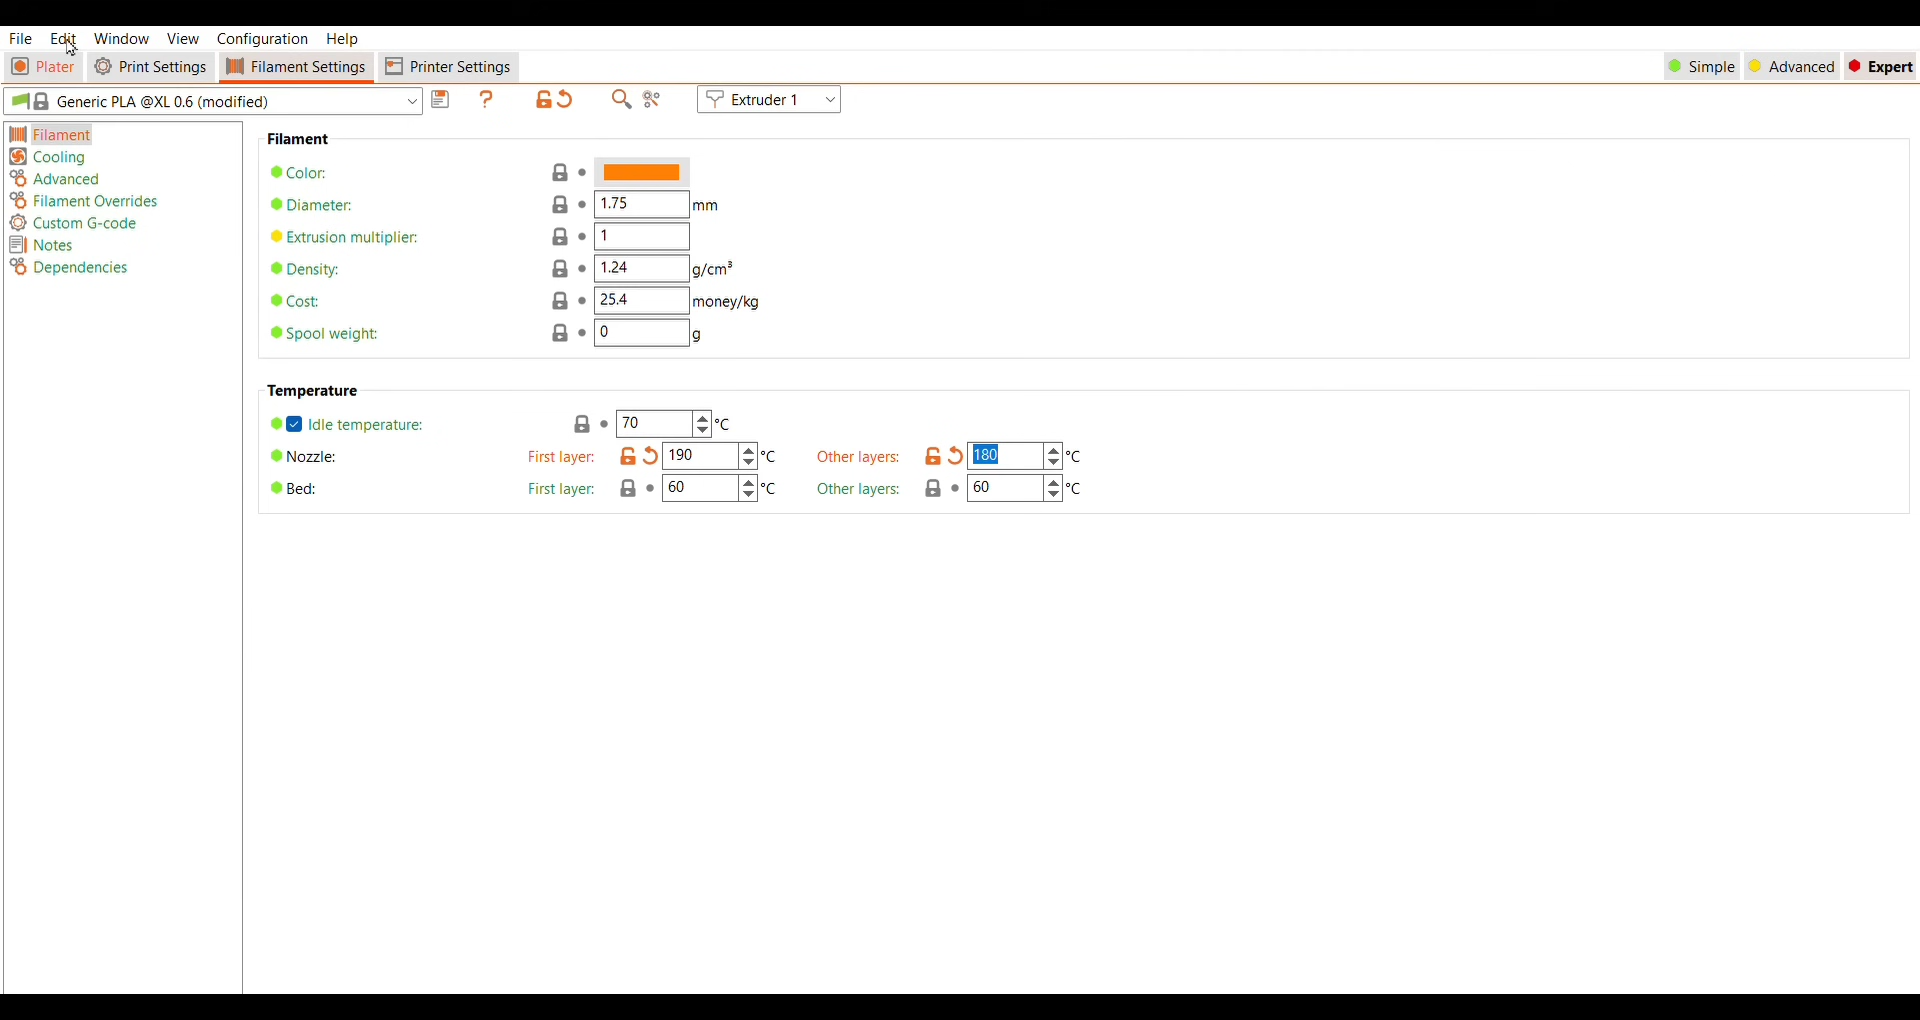 File Edit Window View Configuration Help
Plater Print Settings Filament Settings Printer Settings Simple Advanced Expert
Generic PLA @XL 0.6 (modified) ? Extruder 1
Filament
Cooling
Advanced
Filament Overrides
Custom G-code
Notes
Dependencies
Filament
Color:
Diameter: 1.75 mm
Extrusion multiplier: 1
Density: 1.24 g/cm³
Cost: 25.4 money/kg
Spool weight: 0 g
Temperature
Idle temperature: 70 °C
Nozzle: First layer: 190 °C Other layers: 180 °C
Bed: First layer: 60 °C Other layers: 60 °C